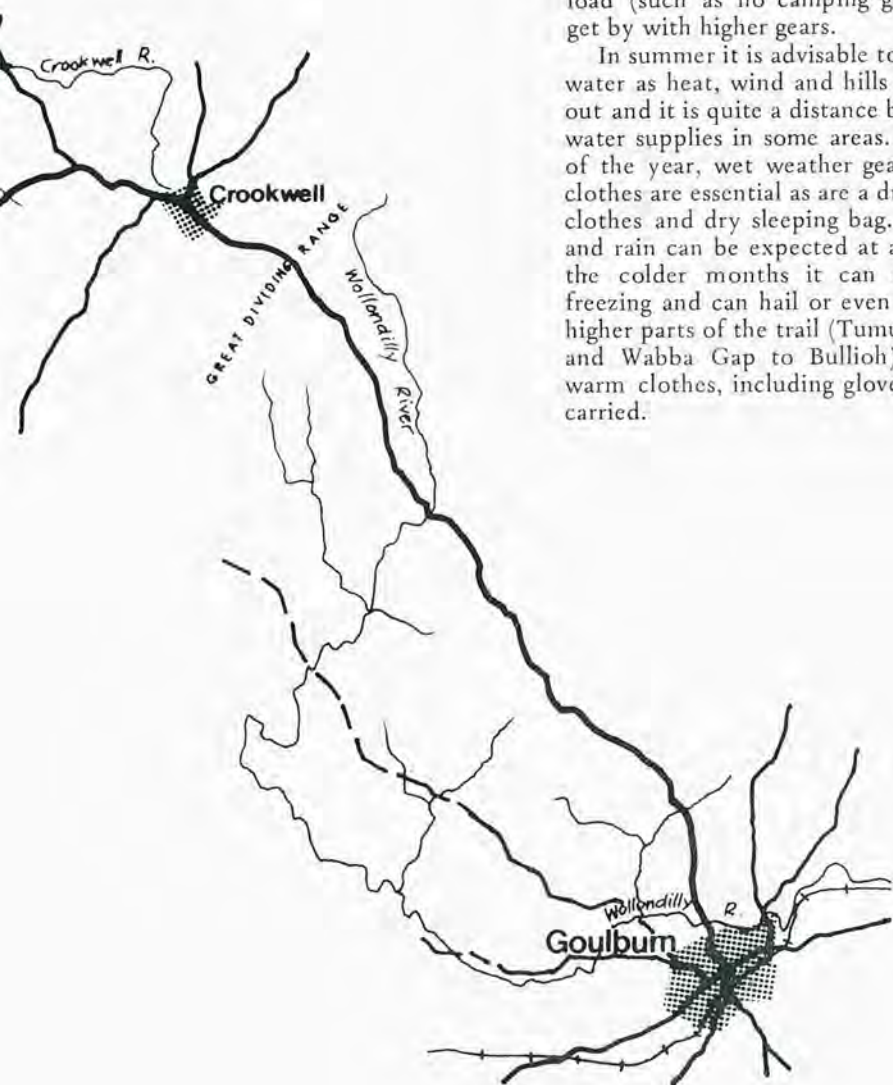 load (such as no camping g
get by with higher gears.
In summer it is advisable to
water as heat, wind and hills
out and it is quite a distance b
water supplies in some areas.
of the year, wet weather gea
clothes are essential as are a d
clothes and dry sleeping bag.
and rain can be expected at a
the colder months it can
freezing and can hail or even
higher parts of the trail (Tumu
and Wabba Gap to Bullioh)
warm clothes, including glove
carried.
Crookwell R.
Crookwell
GREAT DIVIDING RANGE
Wollondilly River
Wollondilly R.
Goulburn